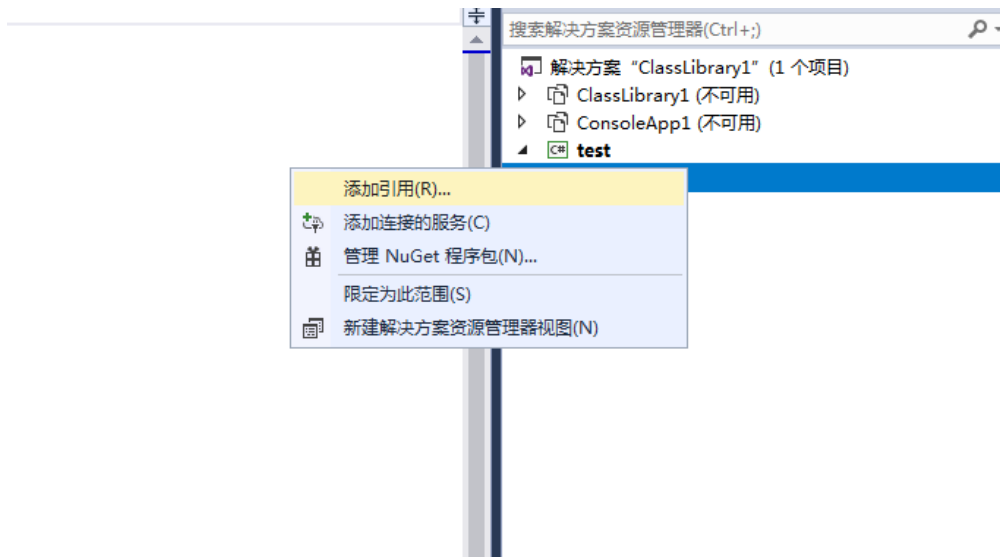 搜索解决方案资源管理器(Ctrl+;)
解决方案“ClassLibrary1”(1 个项目)
ClassLibrary1 (不可用)
ConsoleApp1 (不可用)
C# test
添加引用(R)...
添加连接的服务(C)
管理 NuGet 程序包(N)...
限定为此范围(S)
新建解决方案资源管理器视图(N)